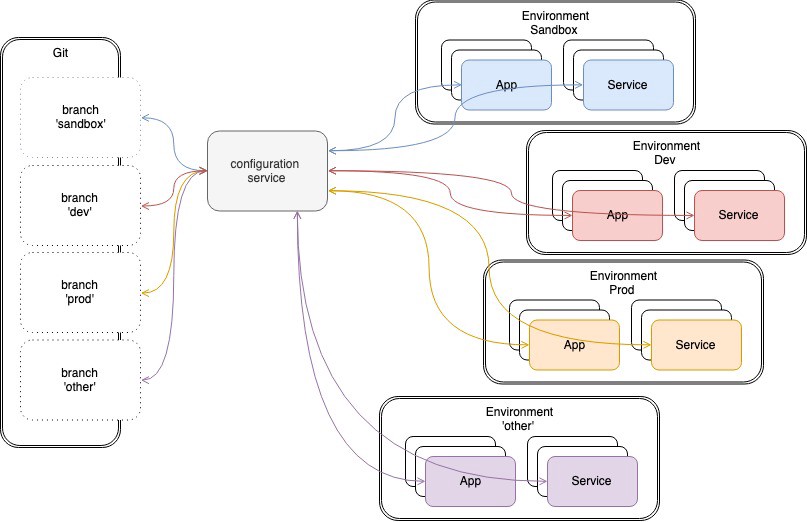 Git
branch
'sandbox'
branch
'dev'
branch
'prod'
branch
'other'
configuration
service
Environment
Sandbox
App
Service
Environment
Dev
App
Service
Environment
Prod
App
Service
Environment
'other'
App
Service